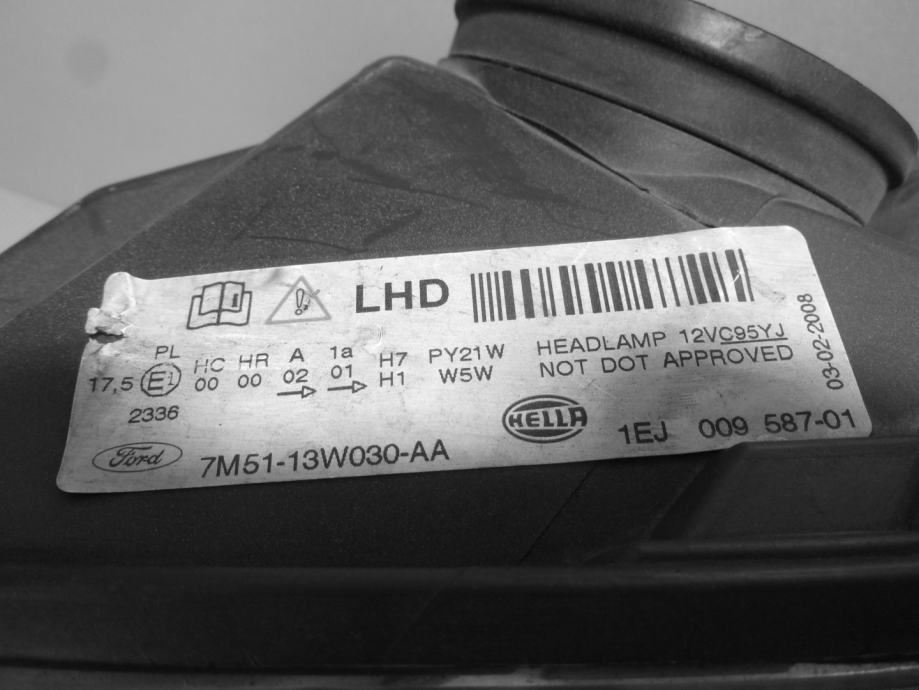 LHD
PL HC HR A 1a H7 PY21W HEADLAMP 12VC95YJ
17,5 E1 00 00 02 01 H1 W5W NOT DOT APPROVED
2336
03-02-2008
HELLA 1EJ 009 587-01
Ford 7M51-13W030-AA